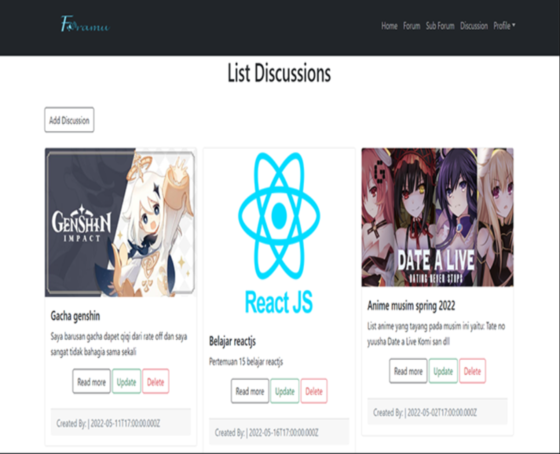 Forumu
Home Forum Sub Forum Discussion Profile
List Discussions
Add Discussion
GENSHIN
IMPACT
Gacha genshin
Saya barusan gacha dapet qiqi dari rate off dan saya
sangat tidak bahagia sama sekali
Read more Update Delete
Created By: | 2022-05-11T17:00:00.000Z
React JS
Belajar reactjs
Pertemuan 15 belajar reactjs
Read more Update Delete
Created By: | 2022-05-16T17:00:00.000Z
DATE A LIVE
DATING NEVER STOPS
Anime musim spring 2022
List anime yang tayang pada musim ini yaitu: Tate no
yuusha Date a Live Komi san dll
Read more Update Delete
Created By: | 2022-05-02T17:00:00.000Z